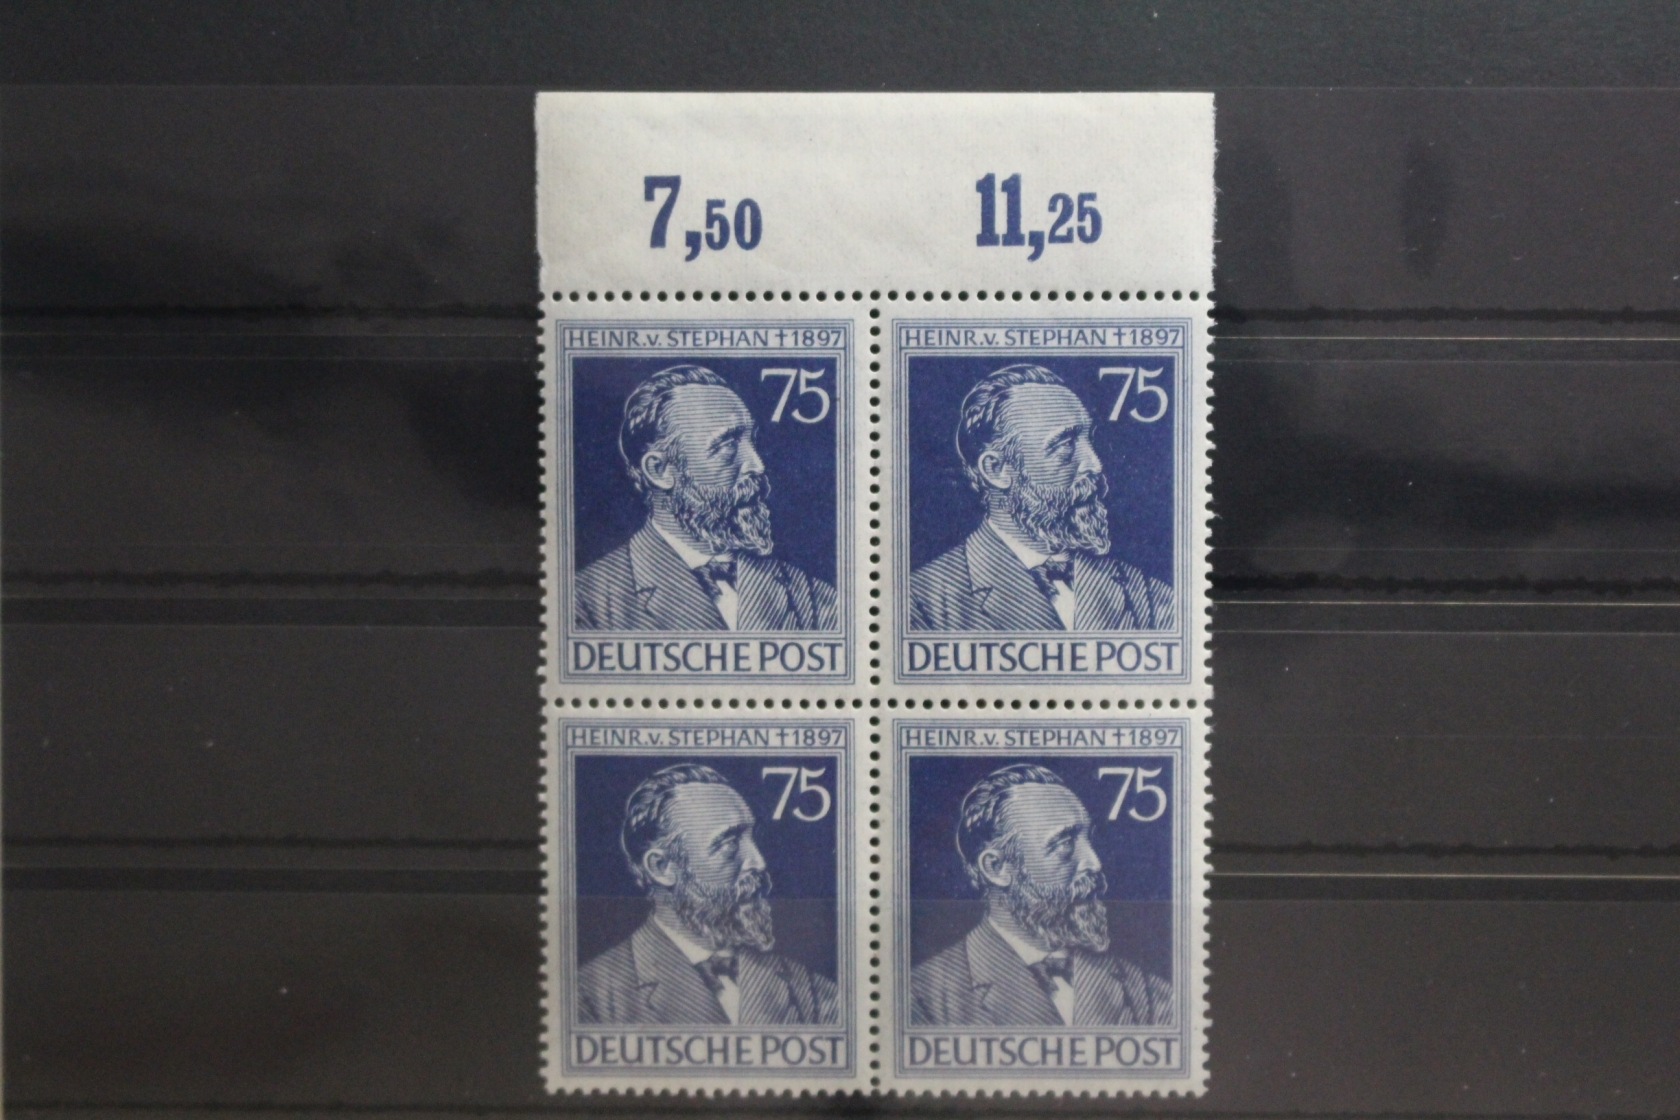 7,50 11,25
HEINR.v. STEPHAN †1897
75
DEUTSCHE POST
HEINR.v. STEPHAN †1897
75
DEUTSCHE POST
HEINR.v. STEPHAN †1897
75
DEUTSCHE POST
HEINR.v. STEPHAN †1897
75
DEUTSCHE POST